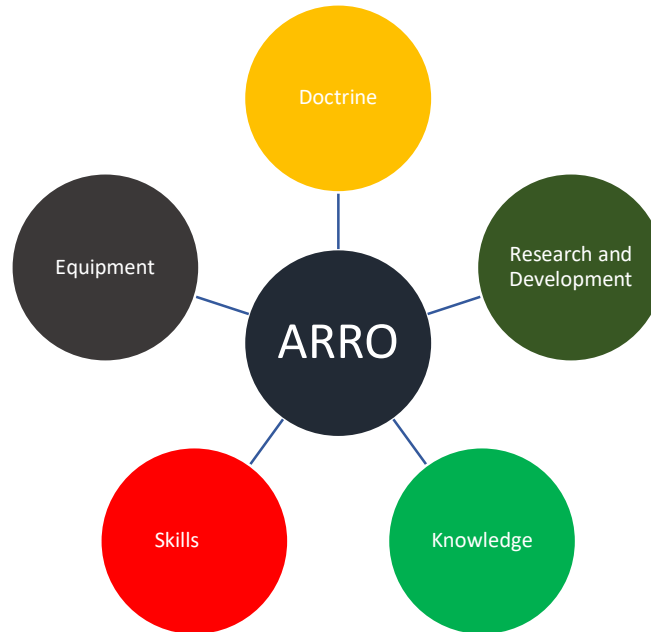 Doctrine
Equipment
Research and
Development
ARRO
Skills
Knowledge